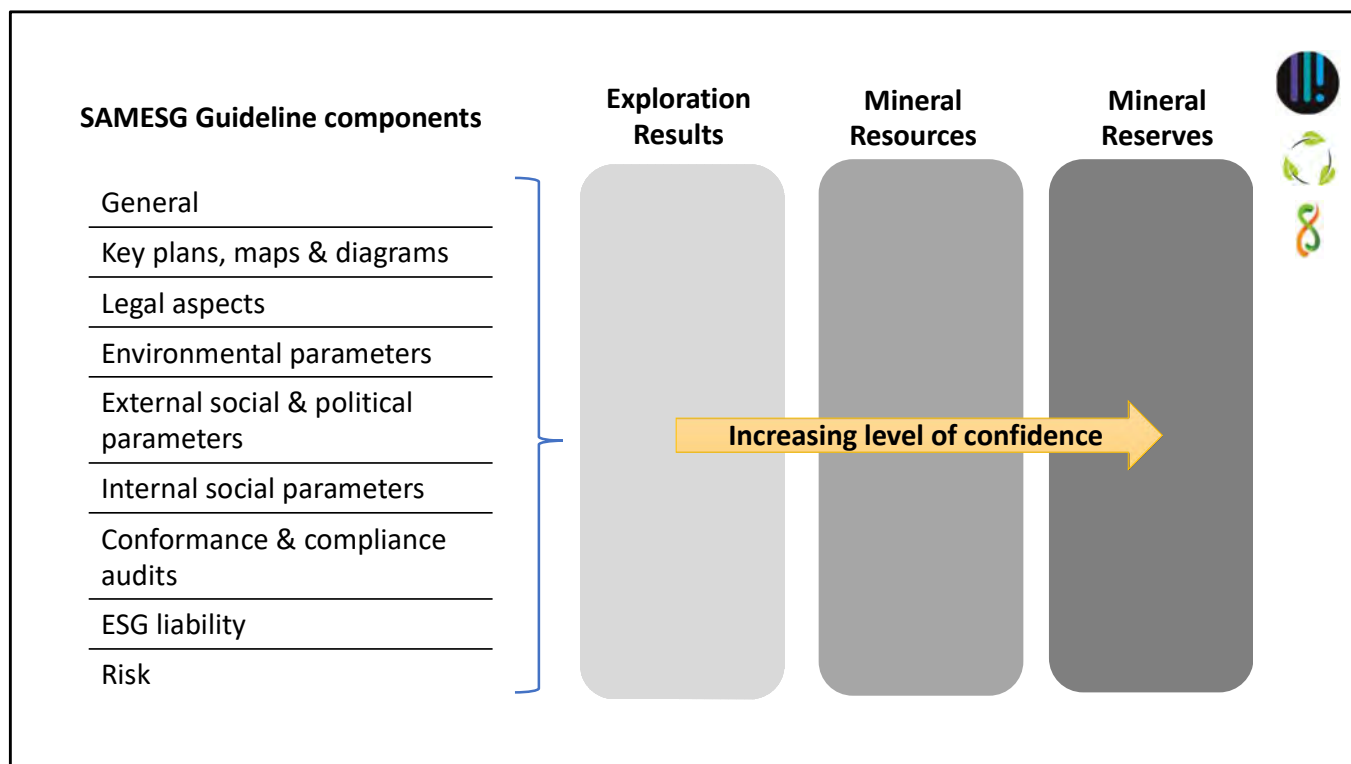 SAMESG Guideline components
Exploration
Results
Mineral
Resources
Mineral
Reserves
General
Key plans, maps & diagrams
Legal aspects
Environmental parameters
External social & political
parameters
Internal social parameters
Conformance & compliance
audits
ESG liability
Risk
Increasing level of confidence